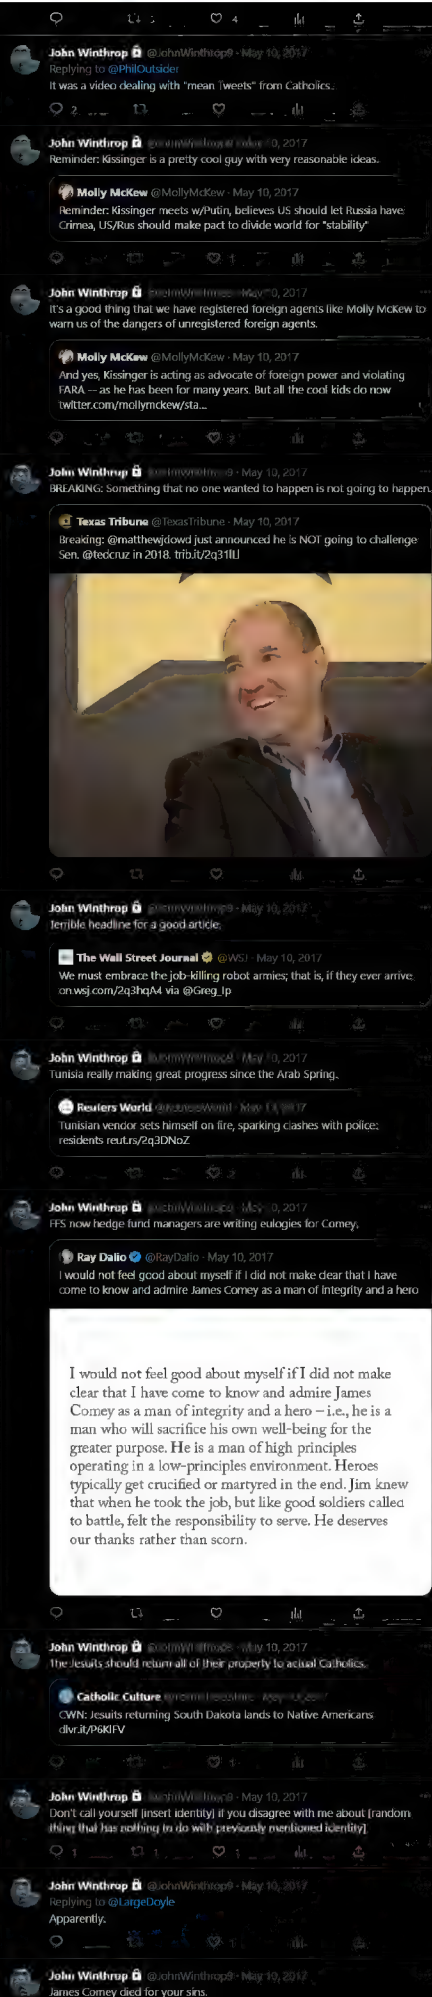 4
John Winthrop @JohnWinthrop9 · May 10, 2017
Replying to @PhilOutsider
It was a video dealing with "mean Tweets" from Catholics.
2
John Winthrop 0, 2017
Reminder: Kissinger is a pretty cool guy with very reasonable ideas.
Molly McKew @MollyMcKew · May 10, 2017
Reminder: Kissinger meets w/Putin, believes US should let Russia have
Crimea, US/Rus should make pact to divide world for "stability"
John Winthrop 0, 2017
It's a good thing that we have registered foreign agents like Molly McKew to
warn us of the dangers of unregistered foreign agents.
Molly McKew @MollyMcKew · May 10, 2017
And yes, Kissinger is acting as advocate of foreign power and violating
FARA -- as he has been for many years. But all the cool kids do now
twitter.com/mollymckew/sta...
John Winthrop May 10, 2017
BREAKING: Something that no one wanted to happen is not going to happen.
Texas Tribune @TexasTribune · May 10, 2017
Breaking: @matthewjdowd just announced he is NOT going to challenge
Sen. @tedcruz in 2018. trib.it/2q31lLl
John Winthrop May 10, 2017
Terrible headline for a good article.
The Wall Street Journal @WSJ · May 10, 2017
We must embrace the job-killing robot armies; that is, if they ever arrive
on.wsj.com/2q3hqA4 via @Greg_Ip
John Winthrop 0, 2017
Tunisia really making great progress since the Arab Spring.
Reuters World
Tunisian vendor sets himself on fire, sparking clashes with police:
residents reut.rs/2q3DNoZ
John Winthrop 0, 2017
FFS now hedge fund managers are writing eulogies for Comey.
Ray Dalio @RayDalio · May 10, 2017
I would not feel good about myself if I did not make clear that I have
come to know and admire James Comey as a man of integrity and a hero
I would not feel good about myself if I did not make
clear that I have come to know and admire James
Comey as a man of integrity and a hero – i.e., he is a
man who will sacrifice his own well-being for the
greater purpose. He is a man of high principles
operating in a low-principles environment. Heroes
typically get crucified or martyred in the end. Jim knew
that when he took the job, but like good soldiers called
to battle, felt the responsibility to serve. He deserves
our thanks rather than scorn.
John Winthrop May 10, 2017
The Jesuits should return all of their property to actual Catholics.
Catholic Culture
CWN: Jesuits returning South Dakota lands to Native Americans
dlvr.it/P6KlFV
John Winthrop May 10, 2017
Don't call yourself [insert identity] if you disagree with me about [random
thing that has nothing to do with previously mentioned identity]
John Winthrop @JohnWinthrop9 · May 10, 2017
Replying to @LargeDoyle
Apparently.
John Winthrop @JohnWinthrop9 · May 10, 2017
James Comey died for your sins.